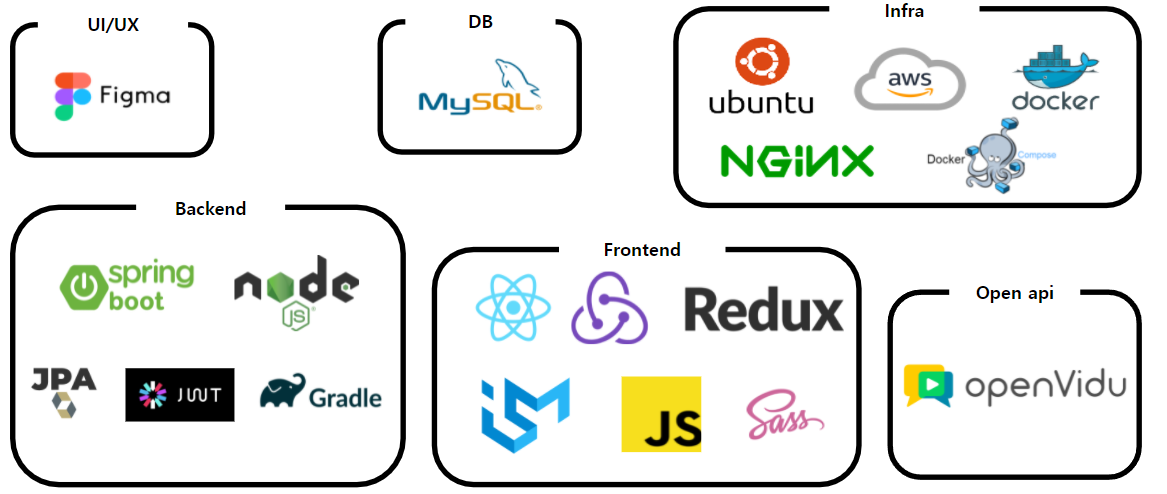 UI/UX
Figma
DB
MySQL®
Infra
ubuntu
aws
docker
NGiNX
Docker Compose
Backend
spring boot
node
JS®
JPA
JWT
Gradle
Frontend
Redux
JS
Sass
Open api
openVidu